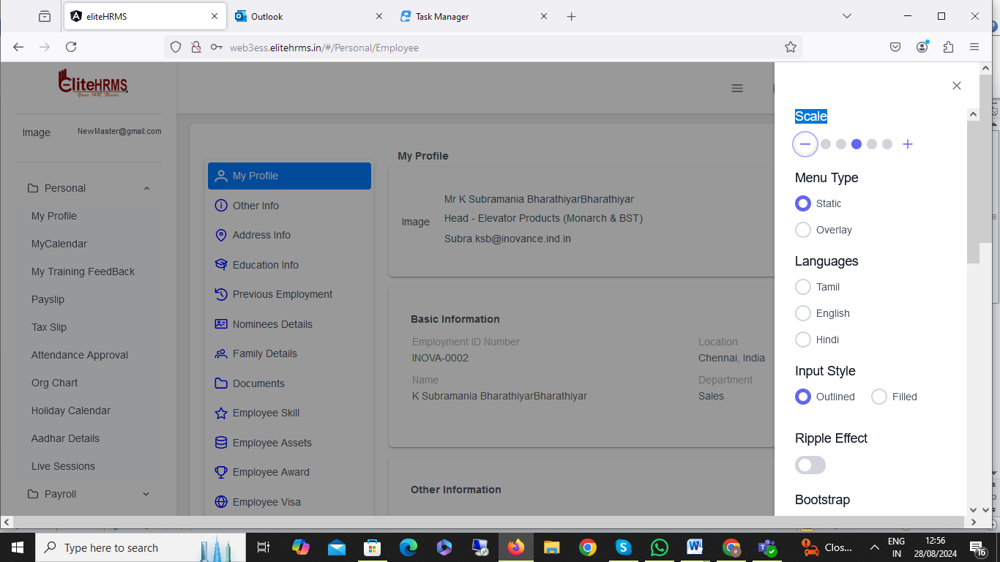 eliteHRMS
Outlook
Task Manager
web3ess.elitehrms.in/#/Personal/Employee
EliteHRMS
Your HR Needs
Image
NewMaster@gmail.com
Personal
My Profile
MyCalendar
My Training FeedBack
Payslip
Tax Slip
Attendance Approval
Org Chart
Holiday Calendar
Aadhar Details
Live Sessions
Payroll
My Profile
Other Info
Address Info
Education Info
Previous Employment
Nominees Details
Family Details
Documents
Employee Skill
Employee Assets
Employee Award
Employee Visa
My Profile
Image
Mr K Subramania BharathiyarBharathiyar
Head - Elevator Products (Monarch & BST)
Subra.ksb@inovance.ind.in
Basic Information
Employment ID Number
Location
INOVA-0002
Chennai, India
Name
Department
K Subramania BharathiyarBharathiyar
Sales
Other Information
Scale
Menu Type
Static
Overlay
Languages
Tamil
English
Hindi
Input Style
Outlined
Filled
Ripple Effect
Bootstrap
Type here to search
Clos...
ENG
IN
12:56
28/08/2024
16